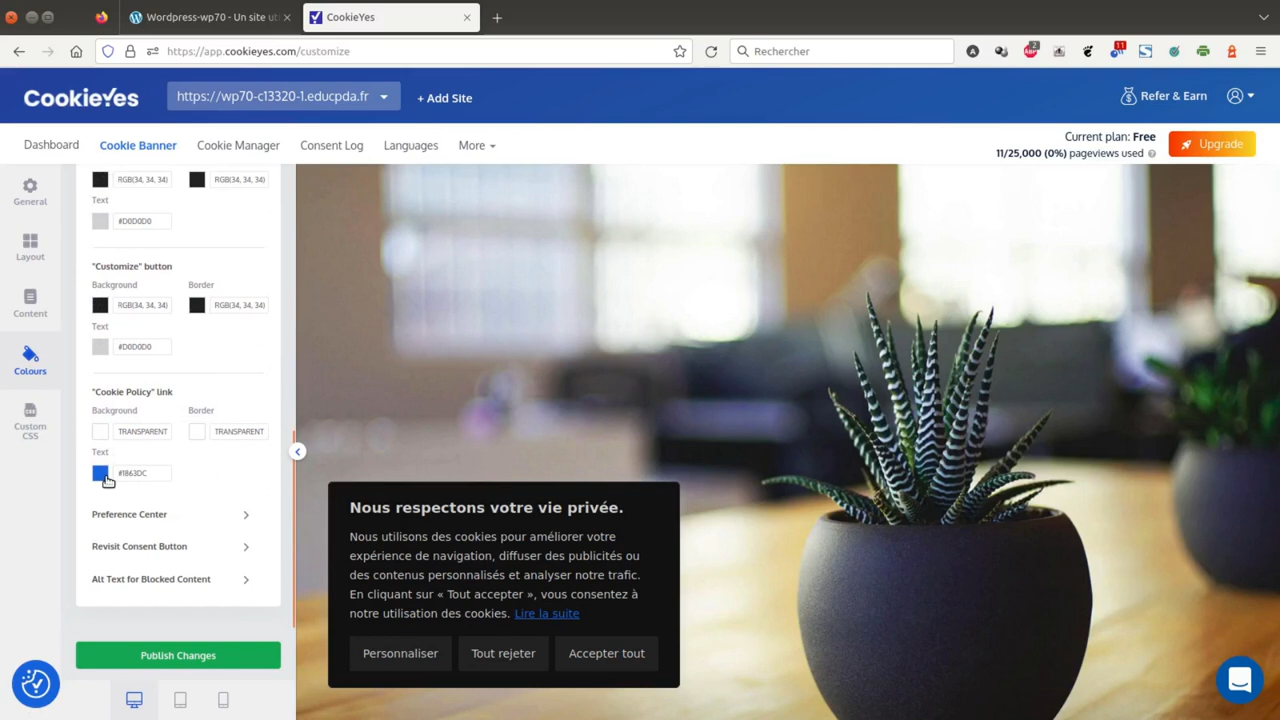 Wordpress-wp70 - Un site uti
CookieYes
https://app.cookieyes.com/customize
Rechercher
2
11
CookieYes
https://wp70-c13320-1.educpda.fr
+ Add Site
Refer & Earn
Dashboard
Cookie Banner
Cookie Manager
Consent Log
Languages
More
Current plan: Free
11/25,000 (0%) pageviews used
Upgrade
General
Layout
Content
Colours
Custom
CSS
RGB(34, 34, 34)
RGB(34, 34, 34)
Text
#D0D0D0
"Customize" button
Background
Border
RGB(34, 34, 34)
RGB(34, 34, 34)
Text
#D0D0D0
"Cookie Policy" link
Background
Border
TRANSPARENT
TRANSPARENT
Text
#1863DC
Preference Center
Revisit Consent Button
Alt Text for Blocked Content
Publish Changes
Nous respectons votre vie privée.
Nous utilisons des cookies pour améliorer votre
expérience de navigation, diffuser des publicités ou
des contenus personnalisés et analyser notre trafic.
En cliquant sur « Tout accepter », vous consentez à
notre utilisation des cookies. Lire la suite
Personnaliser
Tout rejeter
Accepter tout